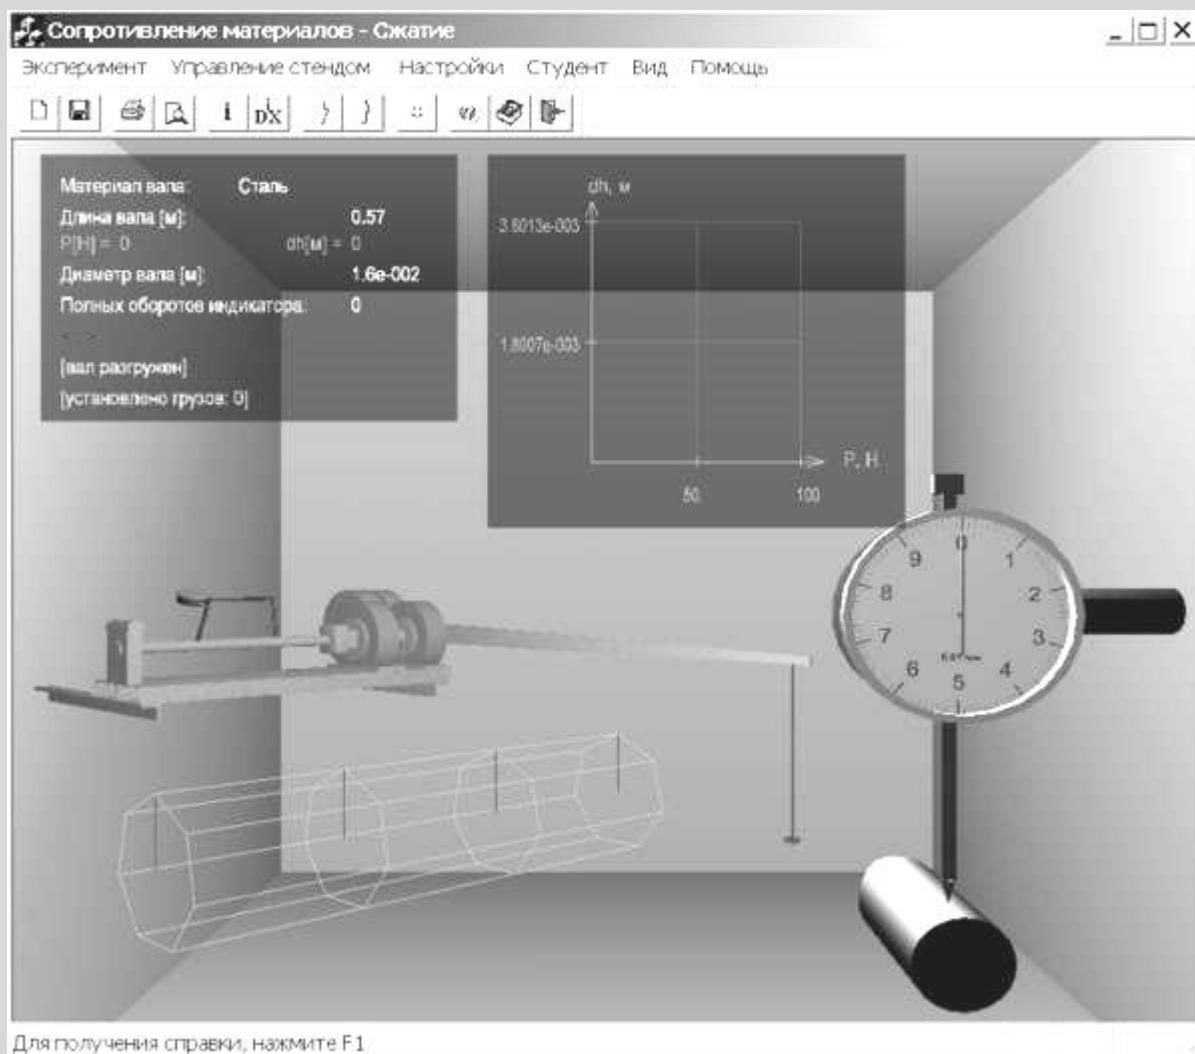 Сопротивление материалов - Сжатие
Эксперимент Управление стендом Настройки Студент Вид Помощь
i DX
Материал вала: Сталь
Длина вала [м]: 0.57
P[H] = 0 dh[м] = 0
Диаметр вала [м]: 1.6e-002
Полных оборотов индикатора: 0
< >
[вал разгружен]
[установлено грузов: 0]
dh, м
3.6013e-003
1.8007e-003
P, H
50 100
0
9 1
8 2
7 3
6 4
5
Для получения справки, нажмите F1